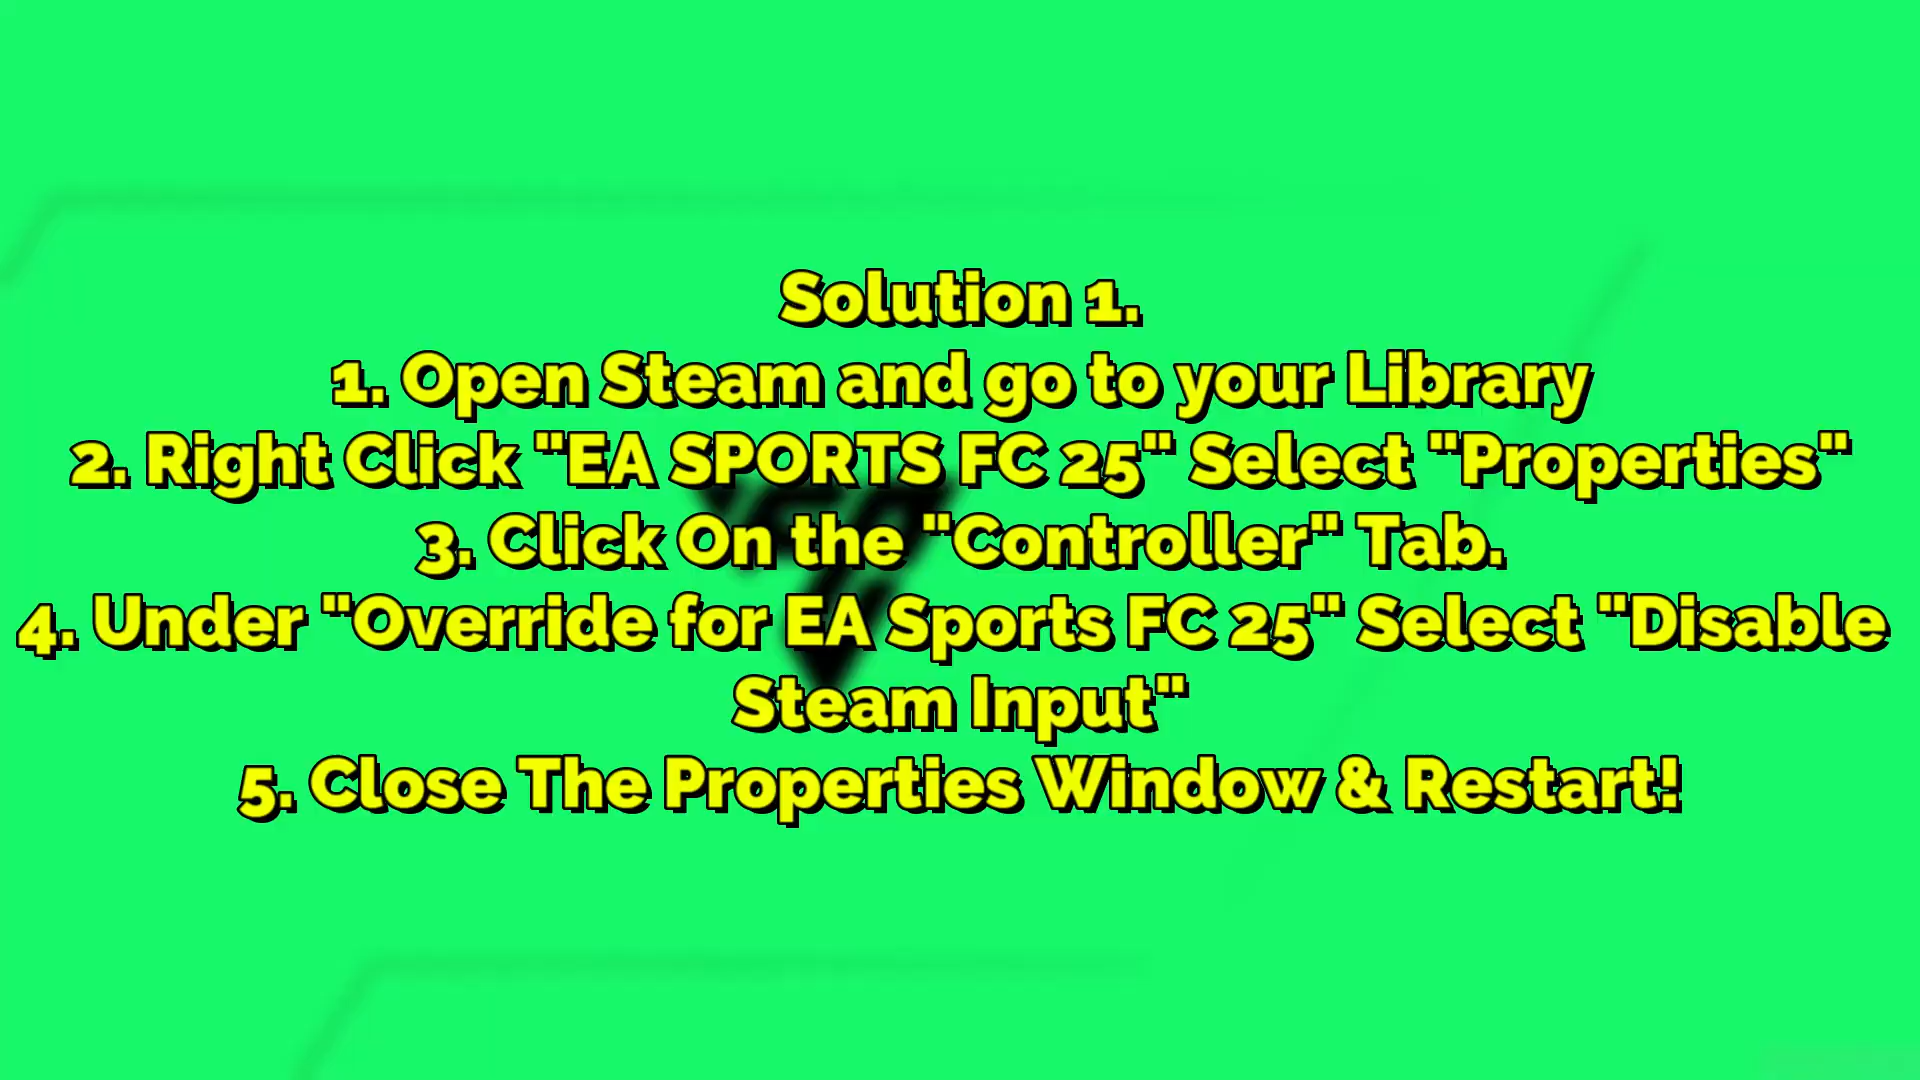 Solution 1.
1. Open Steam and go to your Library
2. Right Click "EA SPORTS FC 25" Select "Properties"
3. Click On the "Controller" Tab.
4. Under "Override for EA Sports FC 25" Select "Disable
Steam Input"
5. Close The Properties Window & Restart!